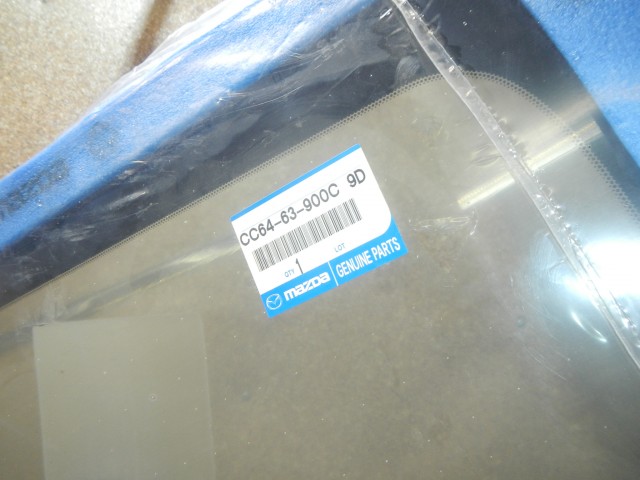 CC64-63-900C 9D
QTY 1 LOT
mazda GENUINE PARTS